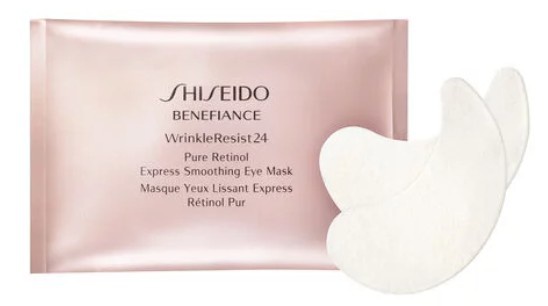 SHISEIDO
BENEFIANCE
WrinkleResist24
Pure Retinol
Express Smoothing Eye Mask
Masque Yeux Lissant Express
Rétinol Pur